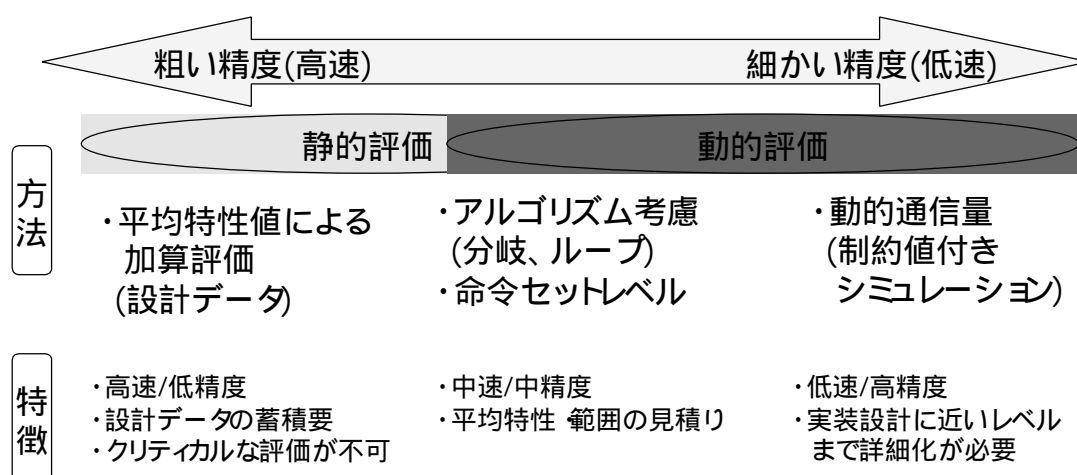 粗い精度(高速)
細かい精度(低速)
静的評価
動的評価
方法
・平均特性値による
加算評価
(設計データ)
・アルゴリズム考慮
(分岐、ループ)
・命令セットレベル
・動的通信量
(制約値付き
シミュレーション)
特徴
・高速/低精度
・設計データの蓄積要
・クリティカルな評価が不可
・中速/中精度
・平均特性・範囲の見積り
・低速/高精度
・実装設計に近いレベル
まで詳細化が必要